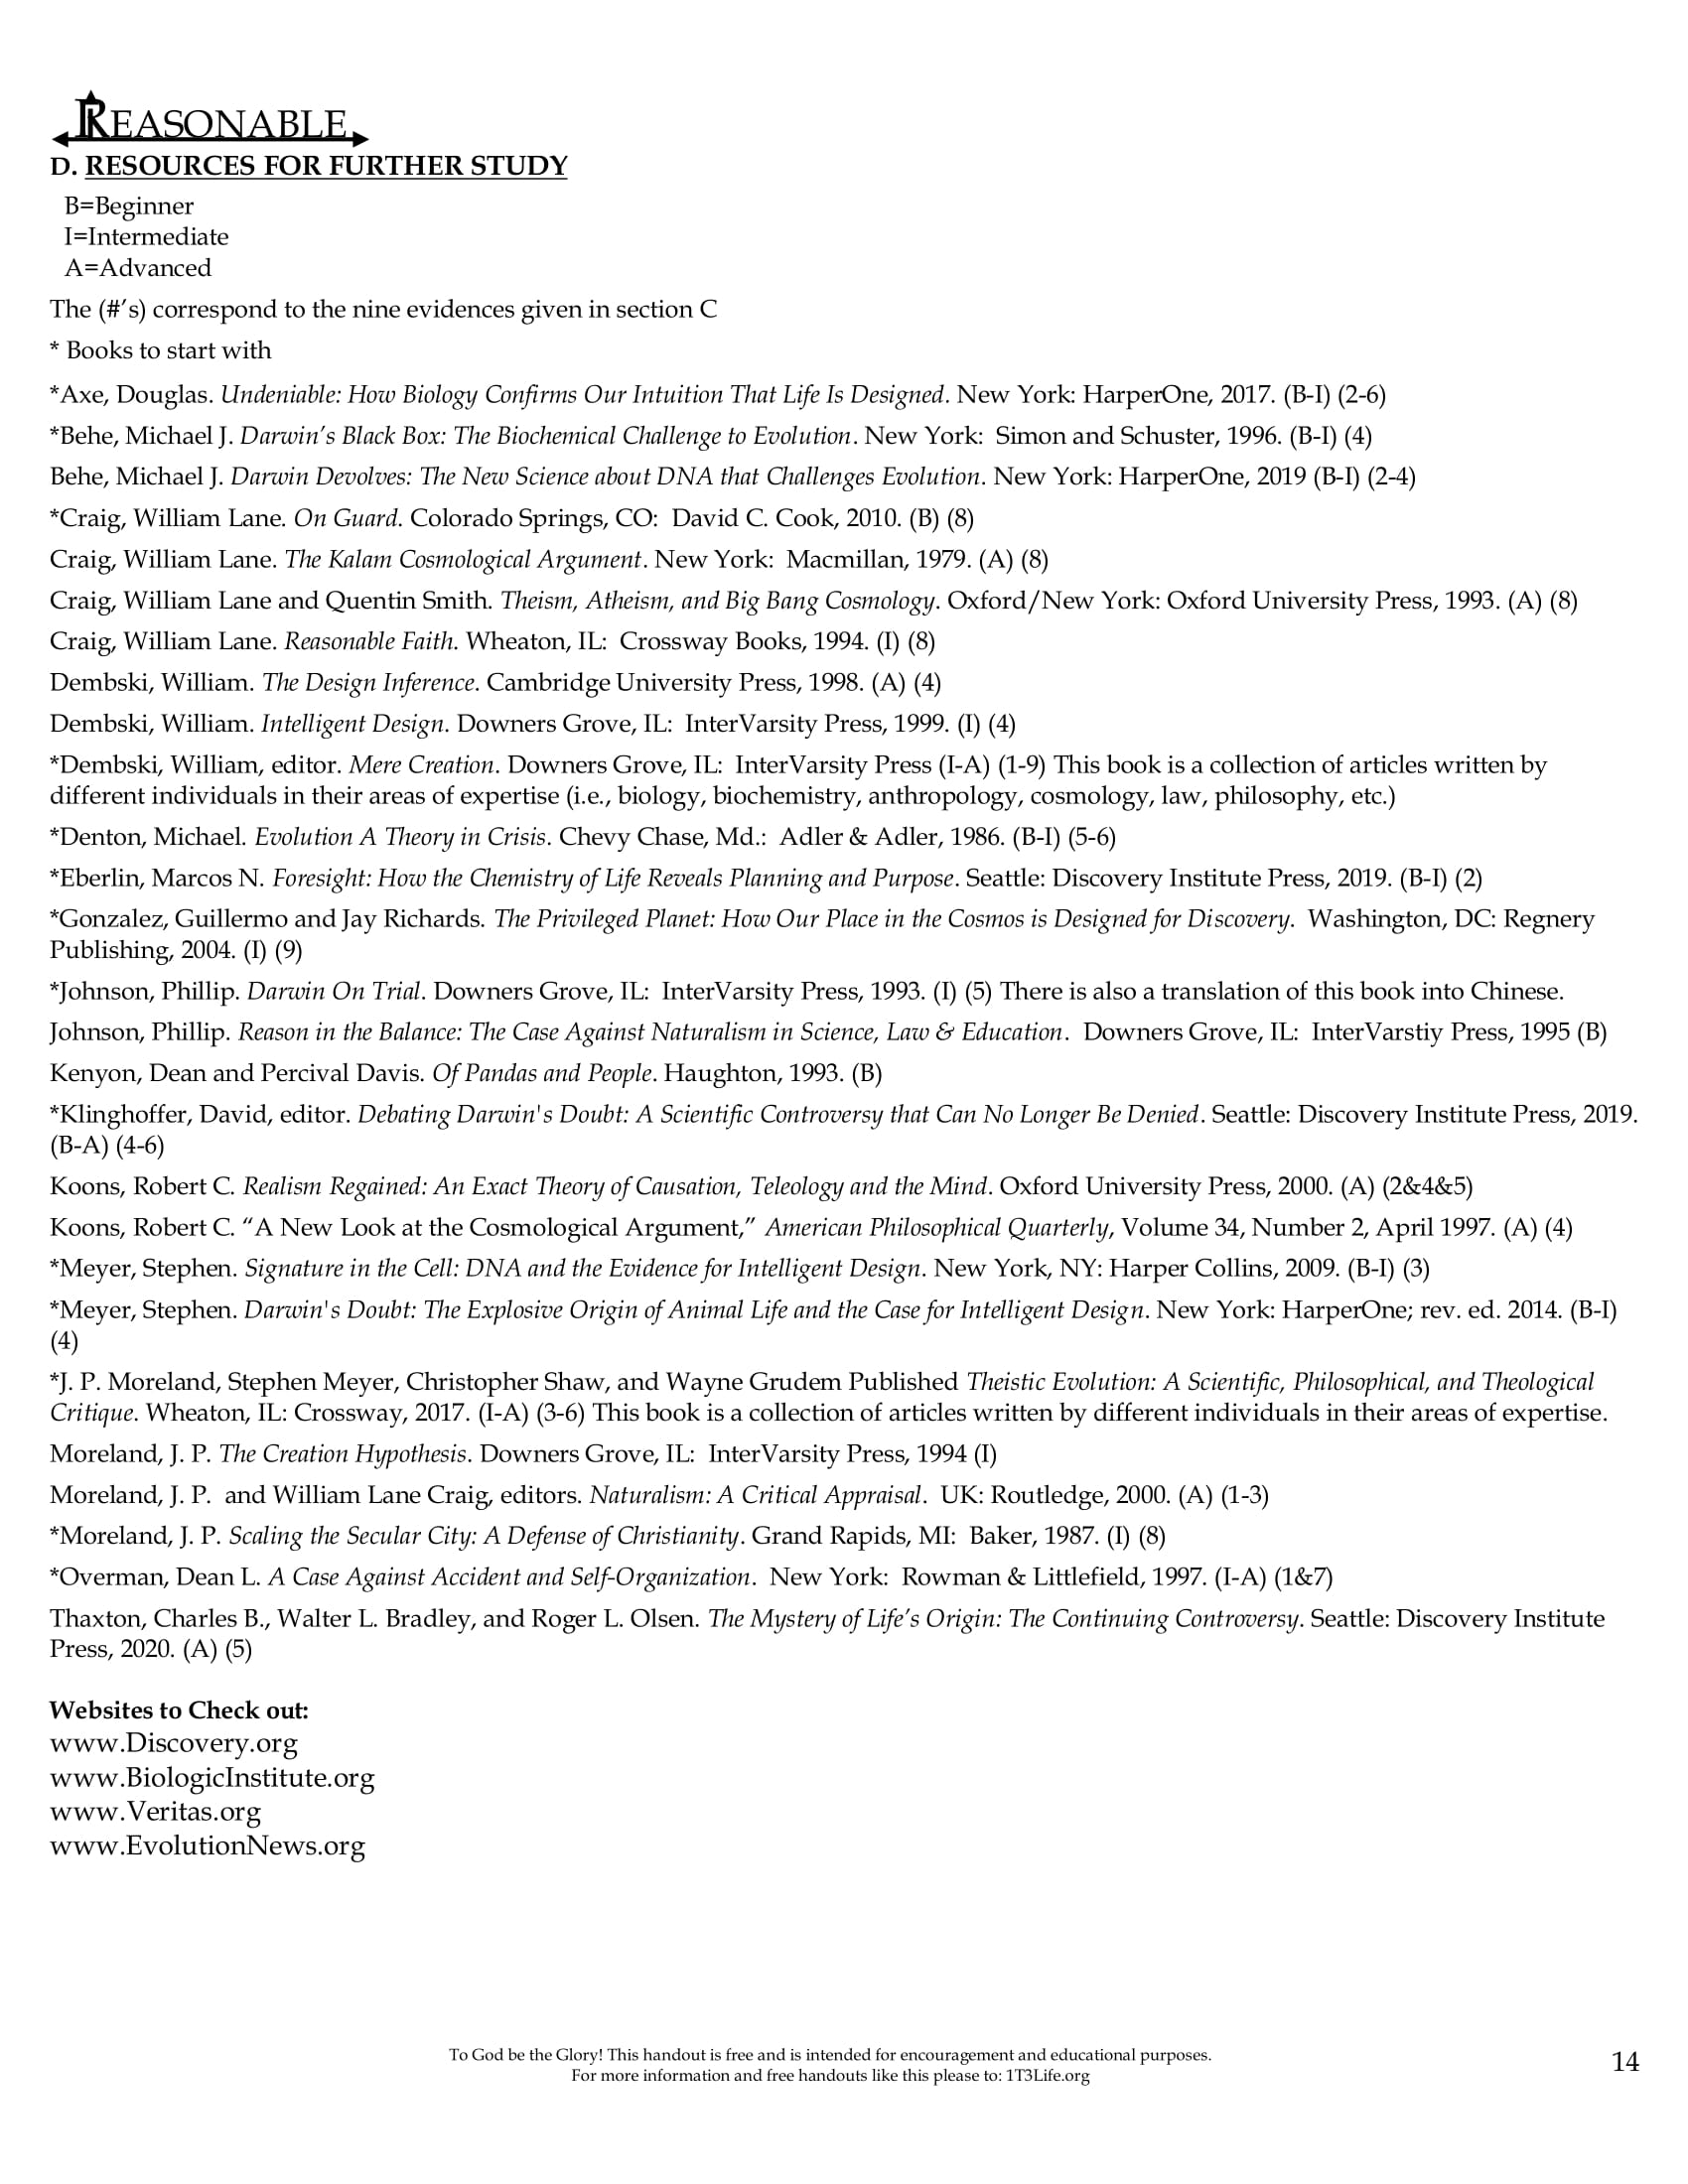 REASONABLE
D. RESOURCES FOR FURTHER STUDY
B=Beginner
I=Intermediate
A=Advanced
The (#’s) correspond to the nine evidences given in section C
* Books to start with
*Axe, Douglas. Undeniable: How Biology Confirms Our Intuition That Life Is Designed. New York: HarperOne, 2017. (B-I) (2-6)
*Behe, Michael J. Darwin’s Black Box: The Biochemical Challenge to Evolution. New York:  Simon and Schuster, 1996. (B-I) (4)
Behe, Michael J. Darwin Devolves: The New Science about DNA that Challenges Evolution. New York: HarperOne, 2019 (B-I) (2-4)
*Craig, William Lane. On Guard. Colorado Springs, CO:  David C. Cook, 2010. (B) (8)
Craig, William Lane. The Kalam Cosmological Argument. New York:  Macmillan, 1979. (A) (8)
Craig, William Lane and Quentin Smith. Theism, Atheism, and Big Bang Cosmology. Oxford/New York: Oxford University Press, 1993. (A) (8)
Craig, William Lane. Reasonable Faith. Wheaton, IL:  Crossway Books, 1994. (I) (8)
Dembski, William. The Design Inference. Cambridge University Press, 1998. (A) (4)
Dembski, William. Intelligent Design. Downers Grove, IL:  InterVarsity Press, 1999. (I) (4)
*Dembski, William, editor. Mere Creation. Downers Grove, IL:  InterVarsity Press (I-A) (1-9) This book is a collection of articles written by
different individuals in their areas of expertise (i.e., biology, biochemistry, anthropology, cosmology, law, philosophy, etc.)
*Denton, Michael. Evolution A Theory in Crisis. Chevy Chase, Md.:  Adler & Adler, 1986. (B-I) (5-6)
*Eberlin, Marcos N. Foresight: How the Chemistry of Life Reveals Planning and Purpose. Seattle: Discovery Institute Press, 2019. (B-I) (2)
*Gonzalez, Guillermo and Jay Richards. The Privileged Planet: How Our Place in the Cosmos is Designed for Discovery.  Washington, DC: Regnery
Publishing, 2004. (I) (9)
*Johnson, Phillip. Darwin On Trial. Downers Grove, IL:  InterVarsity Press, 1993. (I) (5) There is also a translation of this book into Chinese.
Johnson, Phillip. Reason in the Balance: The Case Against Naturalism in Science, Law & Education.  Downers Grove, IL:  InterVarstiy Press, 1995 (B)
Kenyon, Dean and Percival Davis. Of Pandas and People. Haughton, 1993. (B)
*Klinghoffer, David, editor. Debating Darwin's Doubt: A Scientific Controversy that Can No Longer Be Denied. Seattle: Discovery Institute Press, 2019.
(B-A) (4-6)
Koons, Robert C. Realism Regained: An Exact Theory of Causation, Teleology and the Mind. Oxford University Press, 2000. (A) (2&4&5)
Koons, Robert C. “A New Look at the Cosmological Argument,” American Philosophical Quarterly, Volume 34, Number 2, April 1997. (A) (4)
*Meyer, Stephen. Signature in the Cell: DNA and the Evidence for Intelligent Design. New York, NY: Harper Collins, 2009. (B-I) (3)
*Meyer, Stephen. Darwin's Doubt: The Explosive Origin of Animal Life and the Case for Intelligent Design. New York: HarperOne; rev. ed. 2014. (B-I)
(4)
*J. P. Moreland, Stephen Meyer, Christopher Shaw, and Wayne Grudem Published Theistic Evolution: A Scientific, Philosophical, and Theological
Critique. Wheaton, IL: Crossway, 2017. (I-A) (3-6) This book is a collection of articles written by different individuals in their areas of expertise.
Moreland, J. P. The Creation Hypothesis. Downers Grove, IL:  InterVarsity Press, 1994 (I)
Moreland, J. P.  and William Lane Craig, editors. Naturalism: A Critical Appraisal.  UK: Routledge, 2000. (A) (1-3)
*Moreland, J. P. Scaling the Secular City: A Defense of Christianity. Grand Rapids, MI:  Baker, 1987. (I) (8)
*Overman, Dean L. A Case Against Accident and Self-Organization.  New York:  Rowman & Littlefield, 1997. (I-A) (1&7)
Thaxton, Charles B., Walter L. Bradley, and Roger L. Olsen. The Mystery of Life’s Origin: The Continuing Controversy. Seattle: Discovery Institute
Press, 2020. (A) (5)
Websites to Check out:
www.Discovery.org
www.BiologicInstitute.org
www.Veritas.org
www.EvolutionNews.org
To God be the Glory! This handout is free and is intended for encouragement and educational purposes.
For more information and free handouts like this please to: 1T3Life.org
14